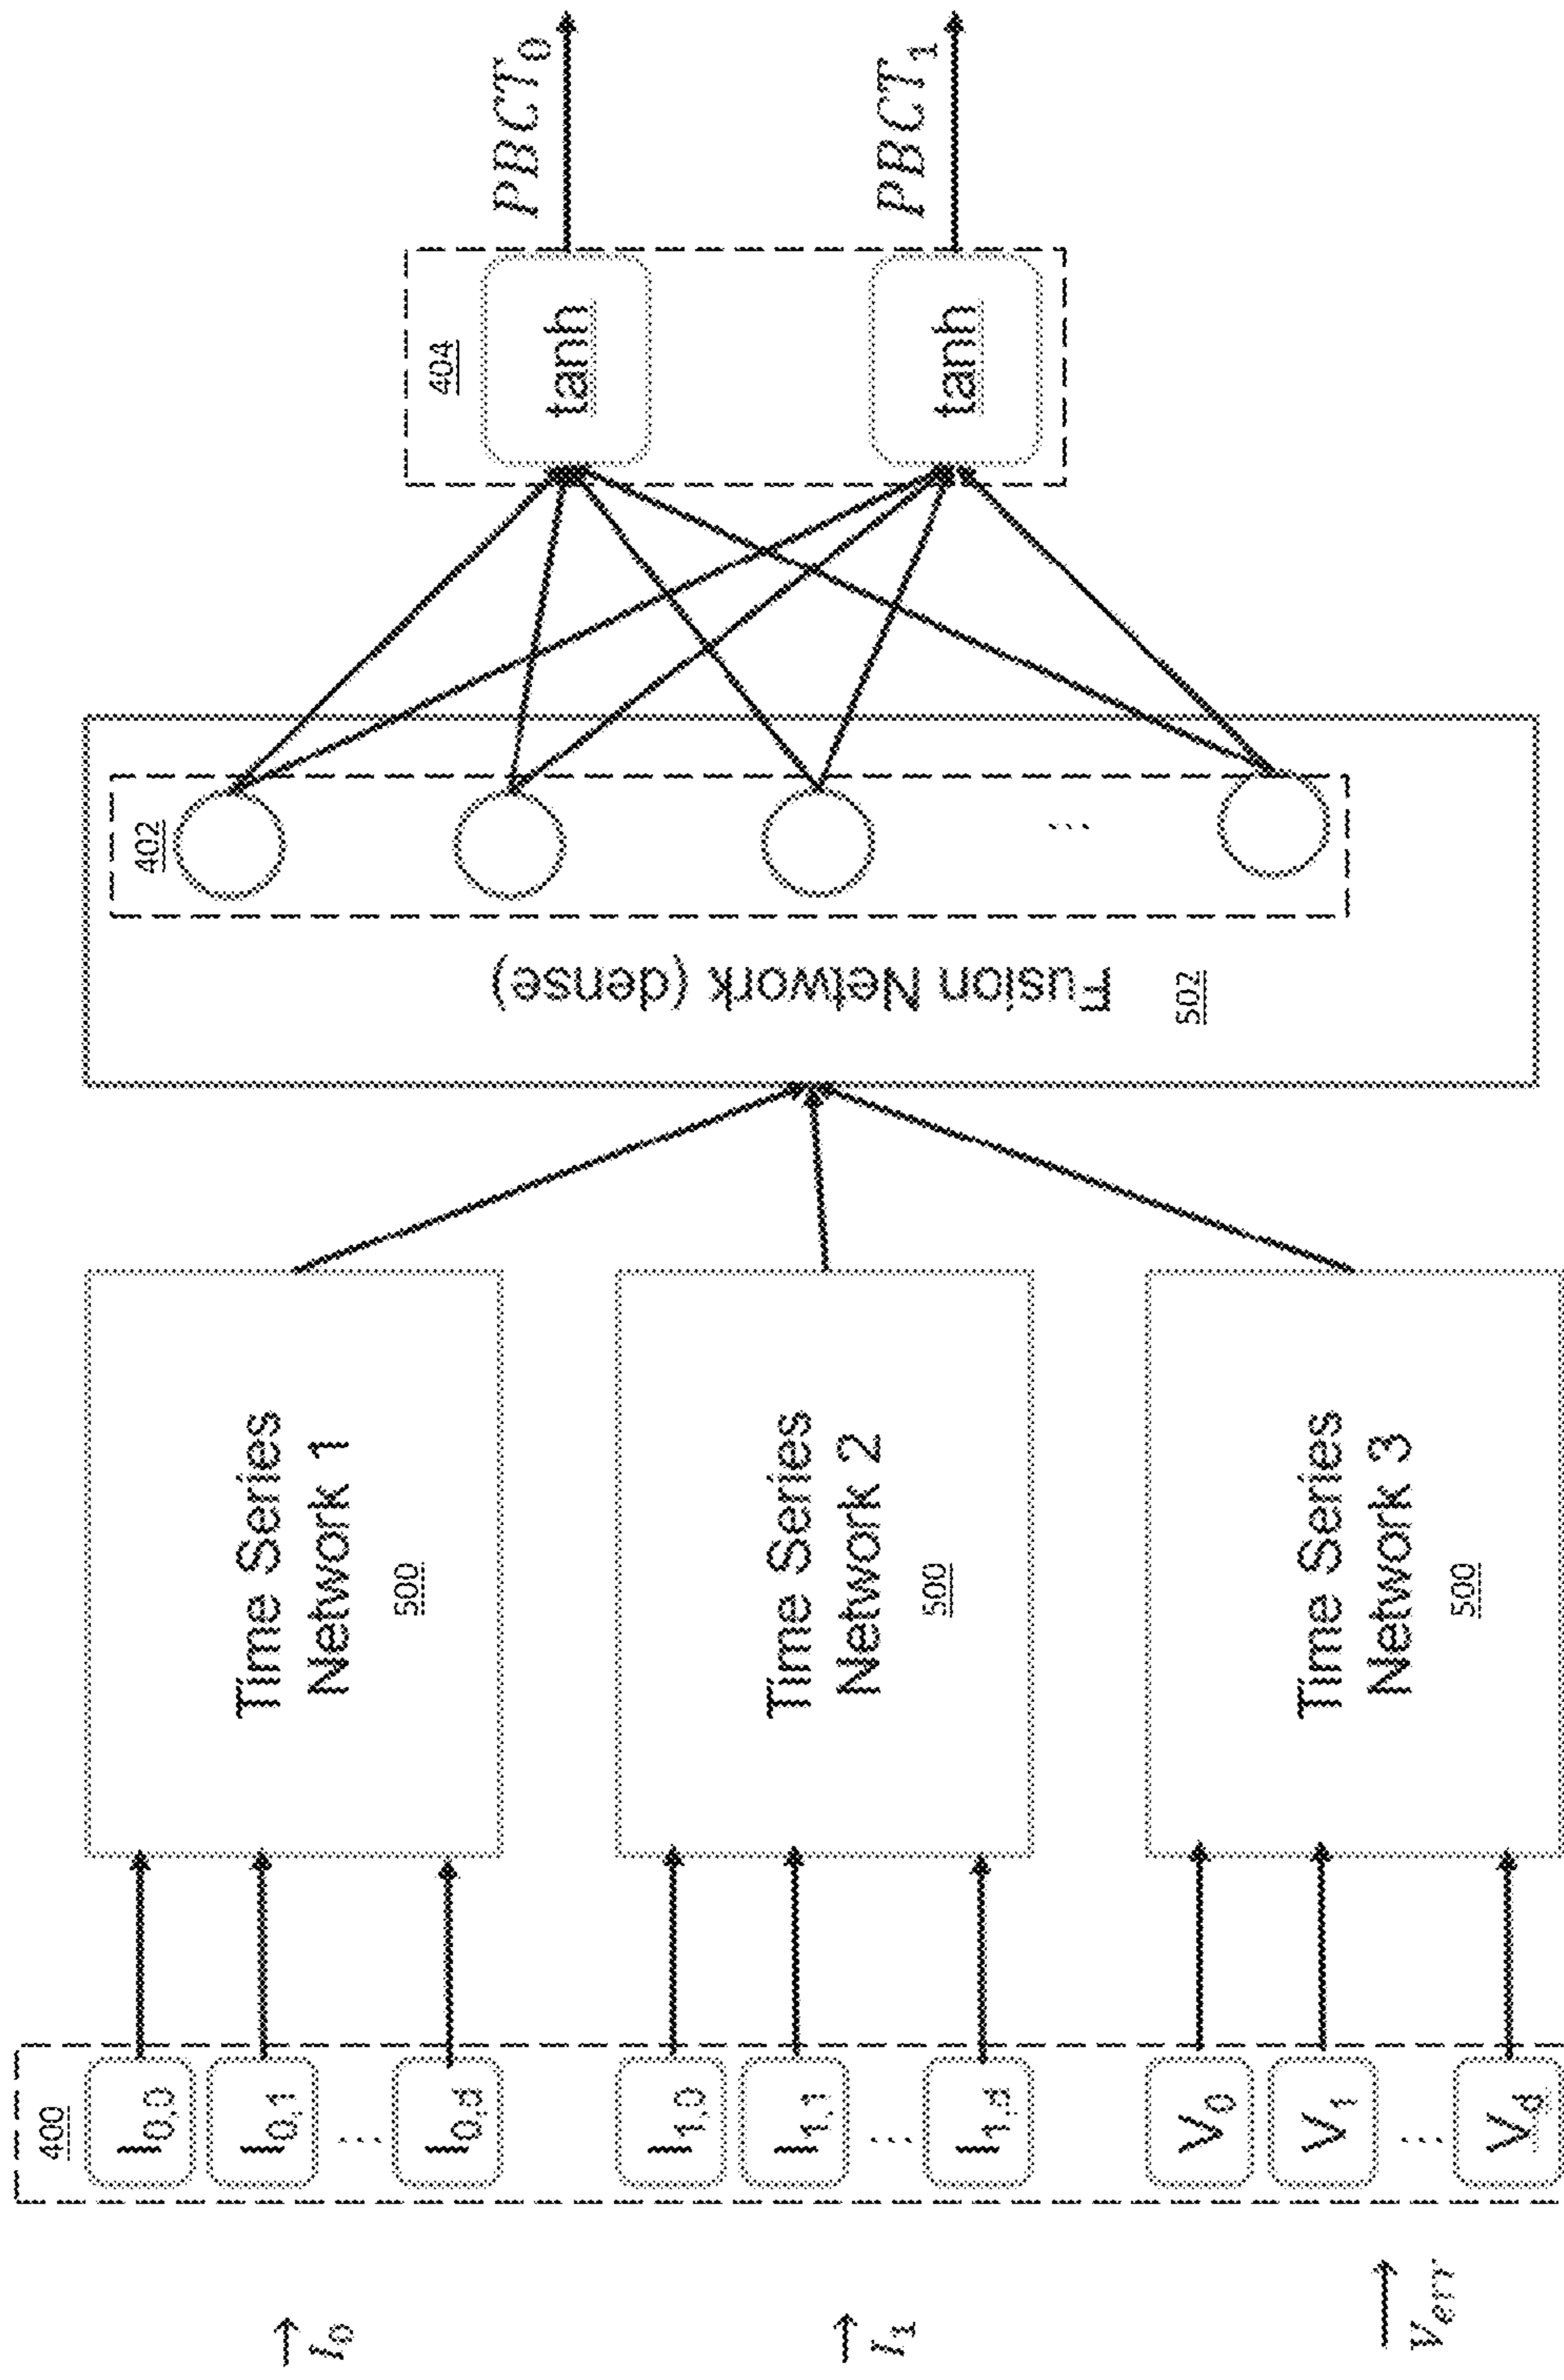 400
I₀,₀
I₀,₁
...
I₀,d
I₁,₀
I₁,₁
...
I₁,d
V₀
V₁
...
V_d
I₀
I₁
V_err
Time Series
Network 1
500
Time Series
Network 2
500
Time Series
Network 3
500
Fusion Network (dense)
502
402
...
404
tanh
tanh
PBCT₀
PBCT₁